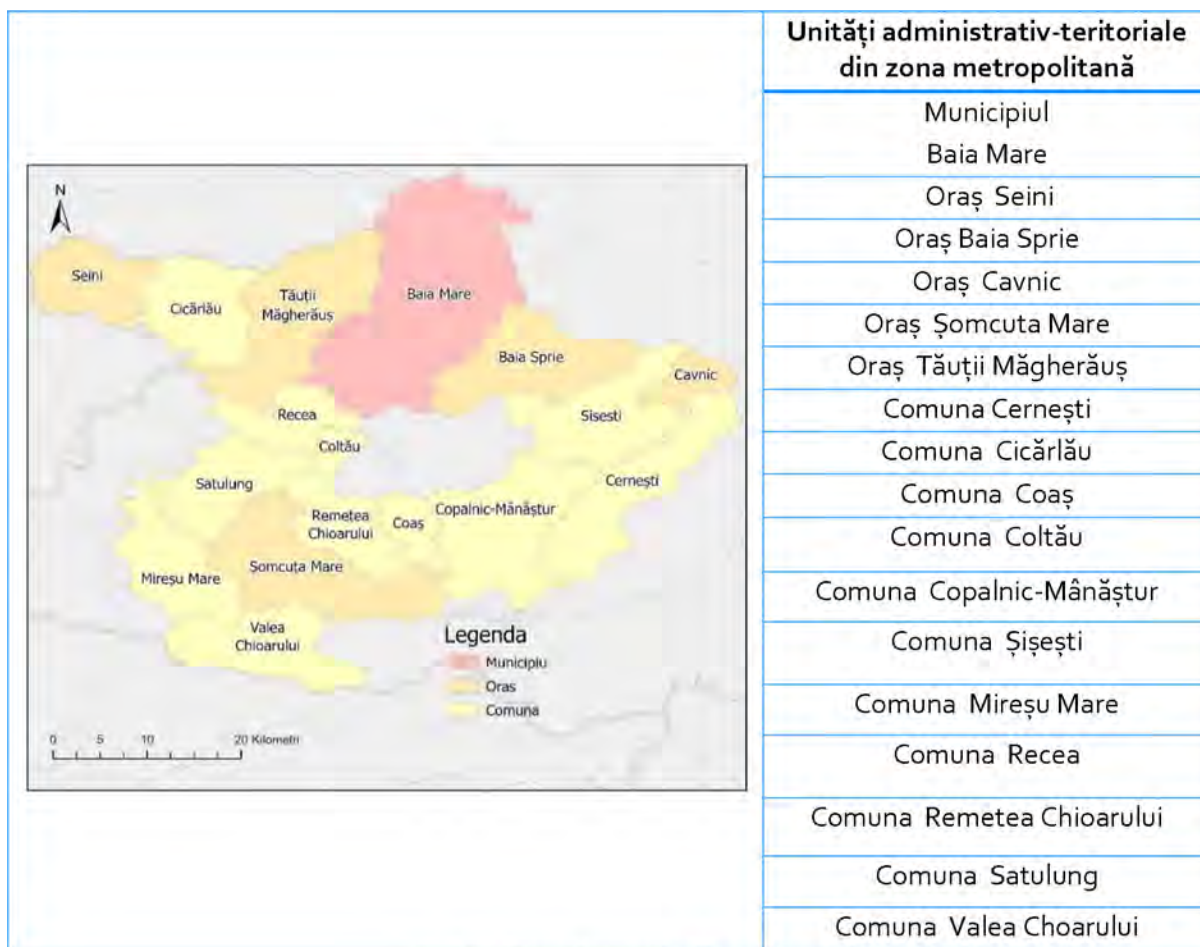 Unități administrativ-teritoriale
din zona metropolitană
Municipiul
Baia Mare
Oraș Seini
Oraș Baia Sprie
Oraș Cavnic
Oraș Șomcuta Mare
Oraș Tăuții Măgherăuș
Comuna Cernești
Comuna Cicărlău
Comuna Coaș
Comuna Coltău
Comuna Copalnic-Mânăștur
Comuna Șișești
Comuna Mireșu Mare
Comuna Recea
Comuna Remetea Chioarului
Comuna Satulung
Comuna Valea Choarului
N
Seini
Cicărlău
Tăuții
Măgherăuș
Baia Mare
Baia Sprie
Cavnic
Recea
Sisesti
Coltău
Satulung
Cernești
Remetea
Chioarului
Coaș
Copalnic-Mânăștur
Mireșu Mare
Șomcuța Mare
Valea
Chioarului
Legenda
Municipiu
Oras
Comuna
0 5 10 20 Kilometri